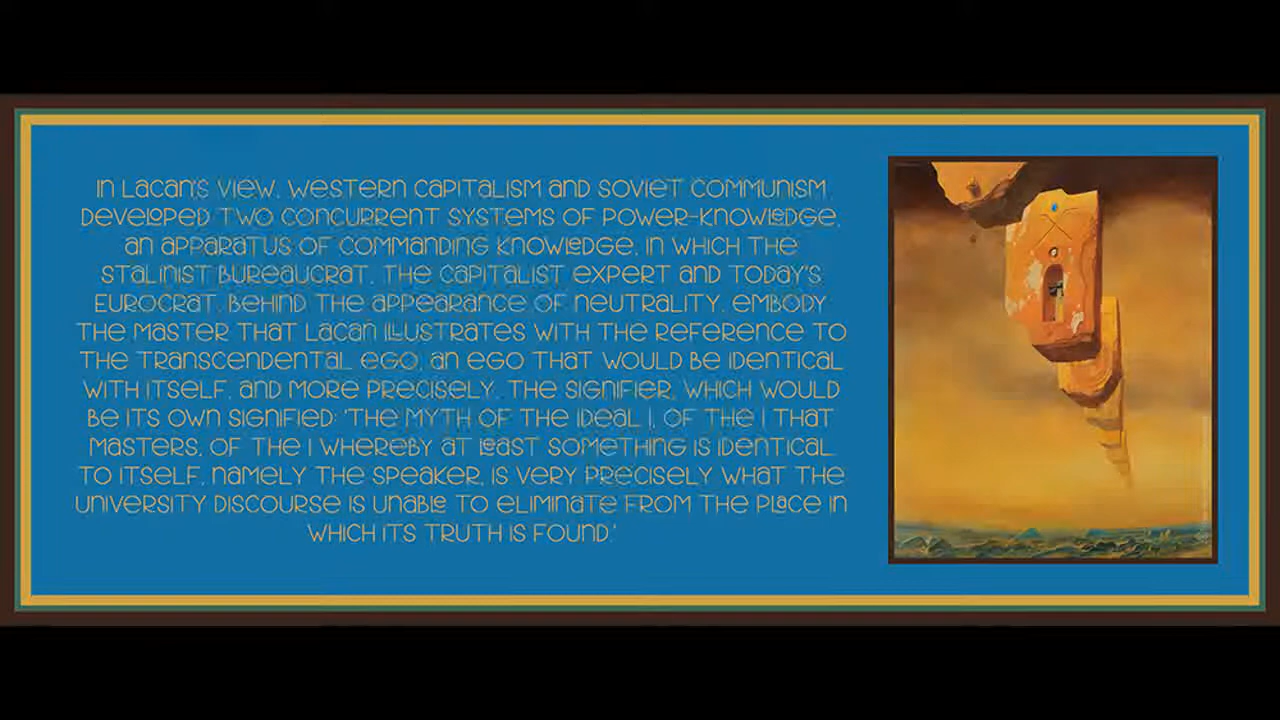 In Lacan's view, Western capitalism and Soviet Communism
developed two concurrent systems of power-knowledge,
an apparatus of commanding knowledge, in which the
Stalinist bureaucrat, the capitalist expert and today's
Eurocrat, behind the appearance of neutrality, embody
the master that Lacan illustrates with the reference to
the transcendental ego, an ego that would be identical
with itself, and more precisely, the signifier, which would
be its own signified: 'The myth of the ideal I, of the I that
masters, of the I whereby at least something is identical
to itself, namely the speaker, is very precisely what the
university discourse is unable to eliminate from the place in
which its truth is found.'